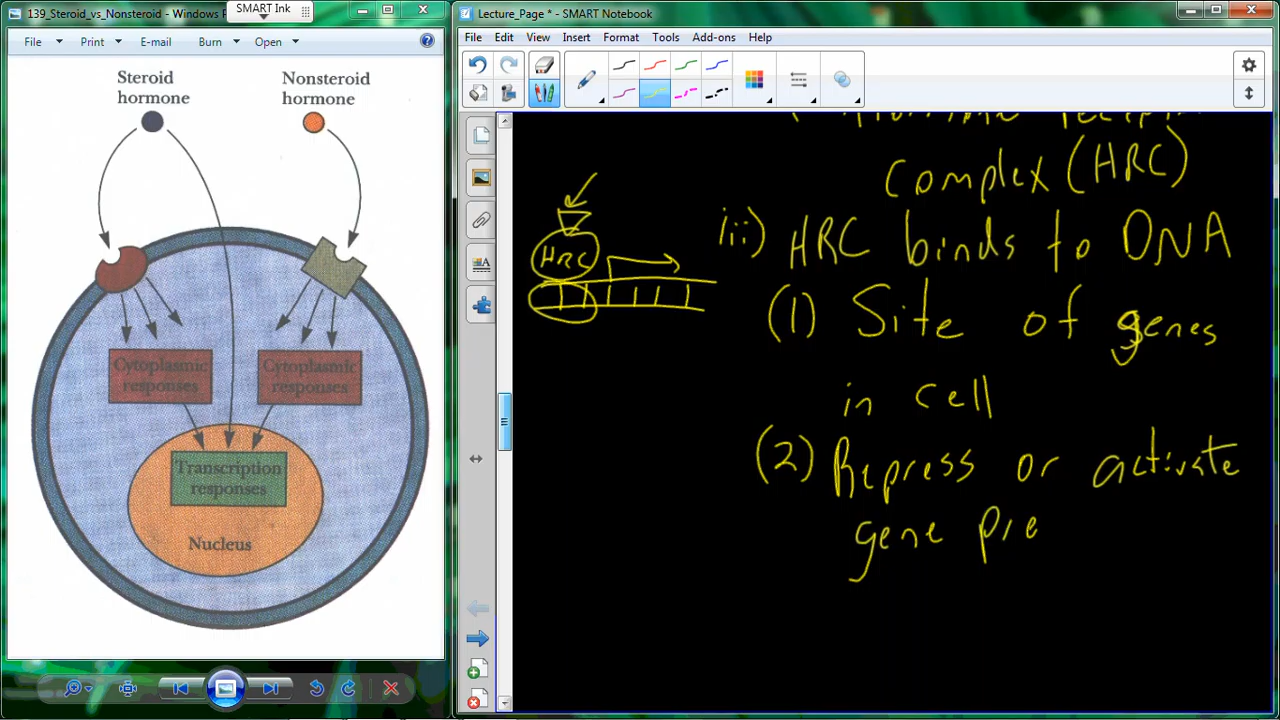 139_Steroid_vs_Nonsteroid - Windows P
SMART Ink
File Print E-mail Burn Open
Steroid
hormone
Nonsteroid
hormone
Cytoplasmic
responses
Cytoplasmic
responses
Transcription
responses
Nucleus
Lecture_Page * - SMART Notebook
File Edit View Insert Format Tools Add-ons Help
complex (HRC)
iii) HRC binds to DNA
HRC
(1) Site of genes
in cell
(2) Repress or activate
gene pre